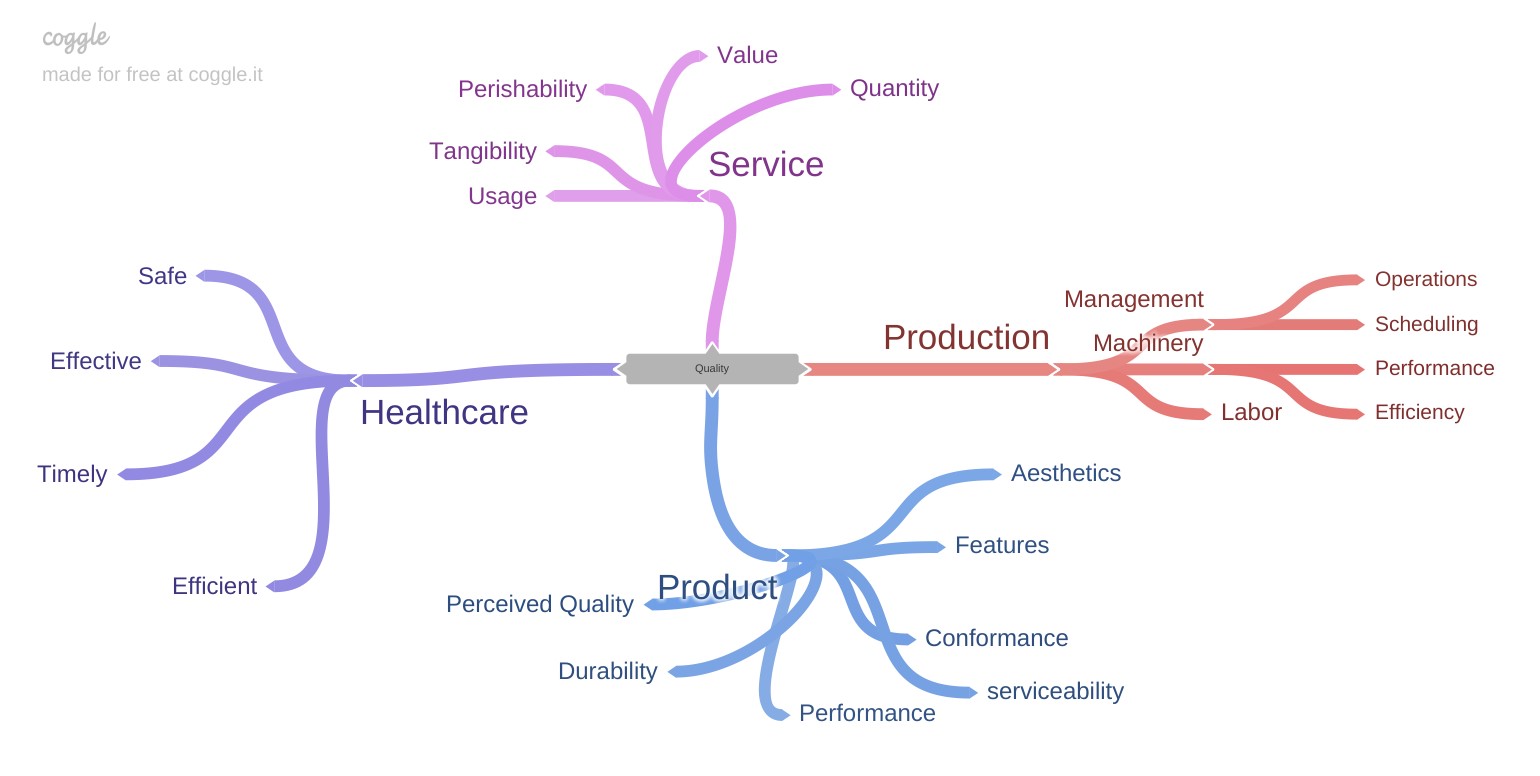 coggle
made for free at coggle.it
Value
Perishability
Quantity
Tangibility
Service
Usage
Safe
Effective
Timely
Efficient
Healthcare
Quality
Production
Management
Operations
Scheduling
Machinery
Performance
Efficiency
Labor
Product
Aesthetics
Features
Perceived Quality
Conformance
Durability
serviceability
Performance